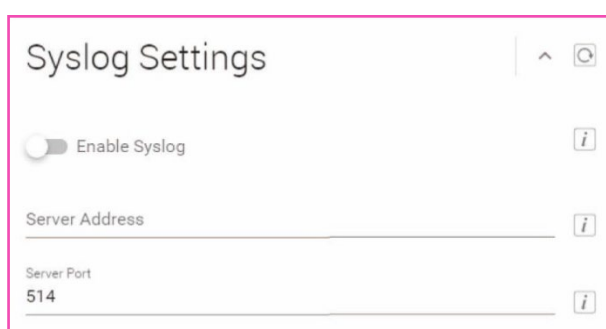 Syslog Settings
Enable Syslog
i
Server Address
i
Server Port
514
i